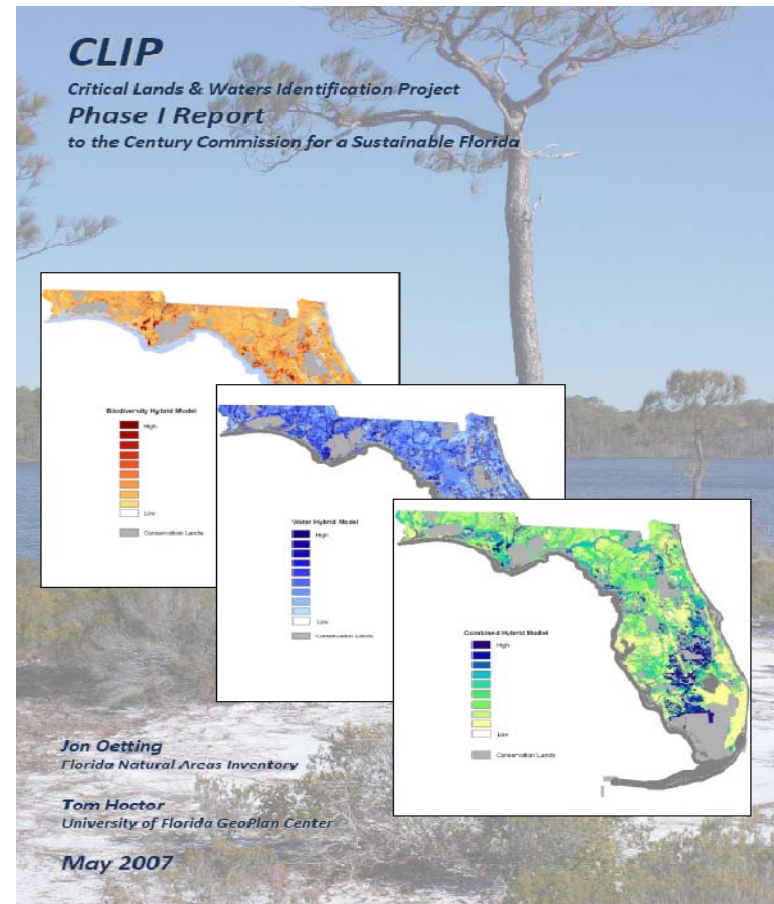 CLIP
Critical Lands & Waters Identification Project
Phase I Report
to the Century Commission for a Sustainable Florida
Biodiversity Hybrid Model
High
Low
Conservation Lands
Water Hybrid Model
High
Low
Conservation Lands
Combined Hybrid Model
High
Low
Conservation Lands
Jon Oetting
Florida Natural Areas Inventory
Tom Hoctor
University of Florida GeoPlan Center
May 2007